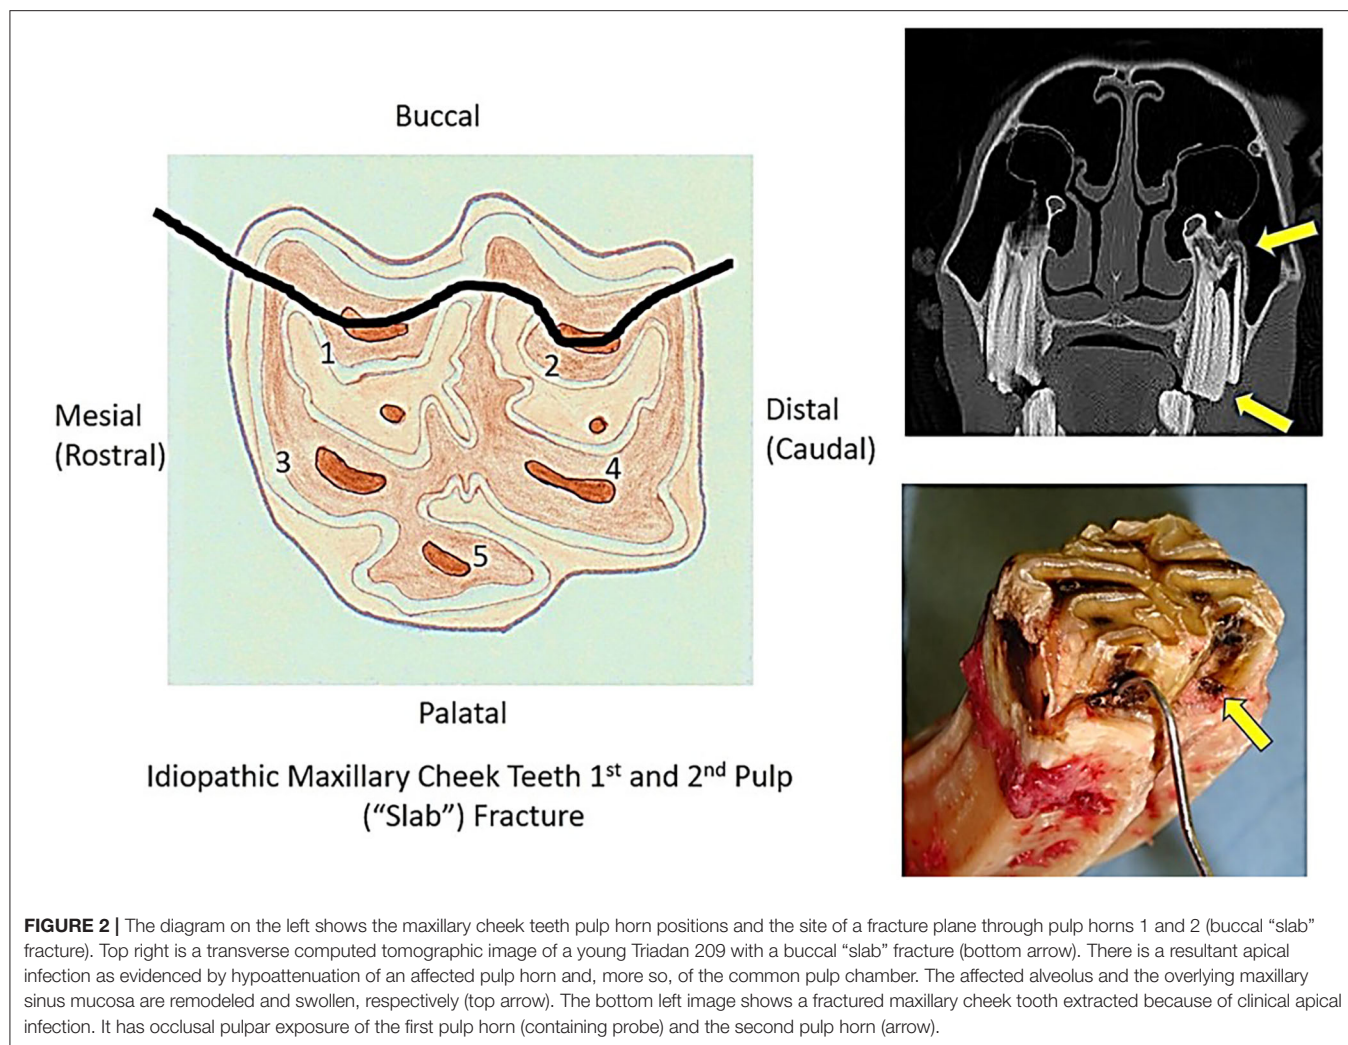 Buccal
Mesial
(Rostral)
Distal
(Caudal)
1
2
3
4
5
Palatal
Idiopathic Maxillary Cheek Teeth 1st and 2nd Pulp
(“Slab”) Fracture
FIGURE 2 | The diagram on the left shows the maxillary cheek teeth pulp horn positions and the site of a fracture plane through pulp horns 1 and 2 (buccal “slab”
fracture). Top right is a transverse computed tomographic image of a young Triadan 209 with a buccal “slab” fracture (bottom arrow). There is a resultant apical
infection as evidenced by hypoattenuation of an affected pulp horn and, more so, of the common pulp chamber. The affected alveolus and the overlying maxillary
sinus mucosa are remodeled and swollen, respectively (top arrow). The bottom left image shows a fractured maxillary cheek tooth extracted because of clinical apical
infection. It has occlusal pulpar exposure of the first pulp horn (containing probe) and the second pulp horn (arrow).